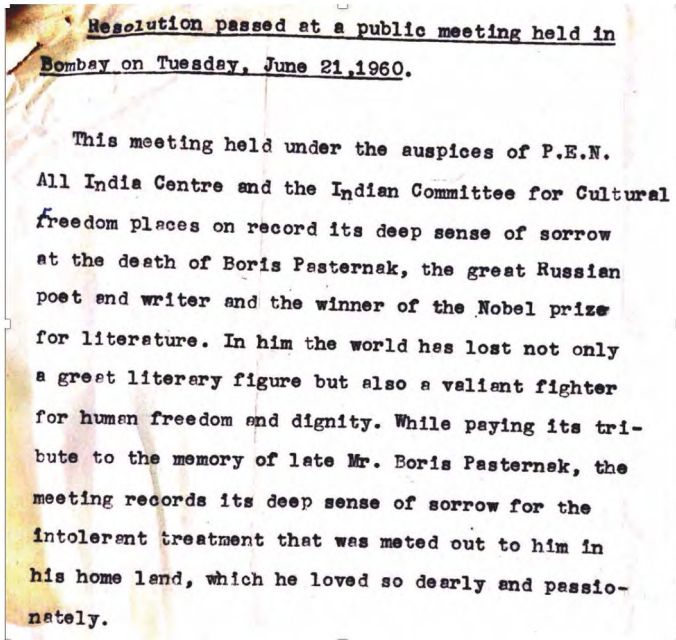 Resolution passed at a public meeting held in
Bombay on Tuesday, June 21,1960.
This meeting held under the auspices of P.E.N.
All India Centre and the Indian Committee for Cultural
Freedom places on record its deep sense of sorrow
at the death of Boris Pasternak, the great Russian
poet and writer and the winner of the Nobel prize
for literature. In him the world has lost not only
a great literary figure but also a valiant fighter
for human freedom and dignity. While paying its tri-
bute to the memory of late Mr. Boris Pasternak, the
meeting records its deep sense of sorrow for the
intolerant treatment that was meted out to him in
his home land, which he loved so dearly and passio-
nately.